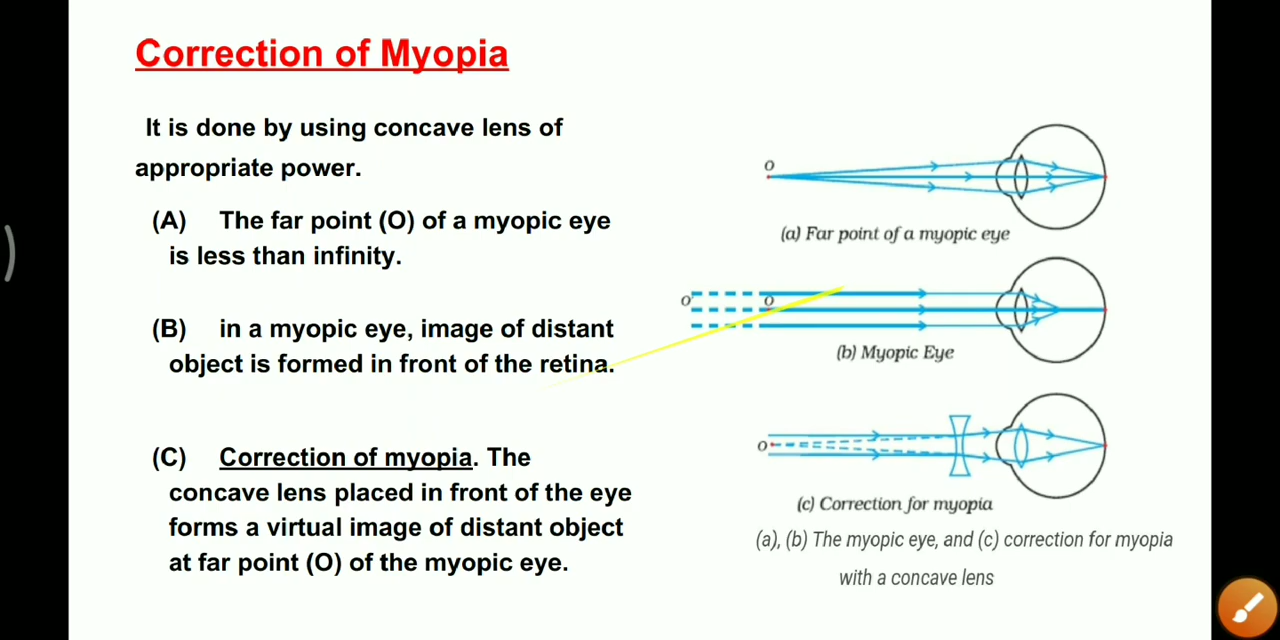 Correction of Myopia
It is done by using concave lens of
appropriate power.
(A) The far point (O) of a myopic eye
is less than infinity.
(B) in a myopic eye, image of distant
object is formed in front of the retina.
(C) Correction of myopia. The
concave lens placed in front of the eye
forms a virtual image of distant object
at far point (O) of the myopic eye.
O
(a) Far point of a myopic eye
O' O
(b) Myopic Eye
O
(c) Correction for myopia
(a), (b) The myopic eye, and (c) correction for myopia
with a concave lens